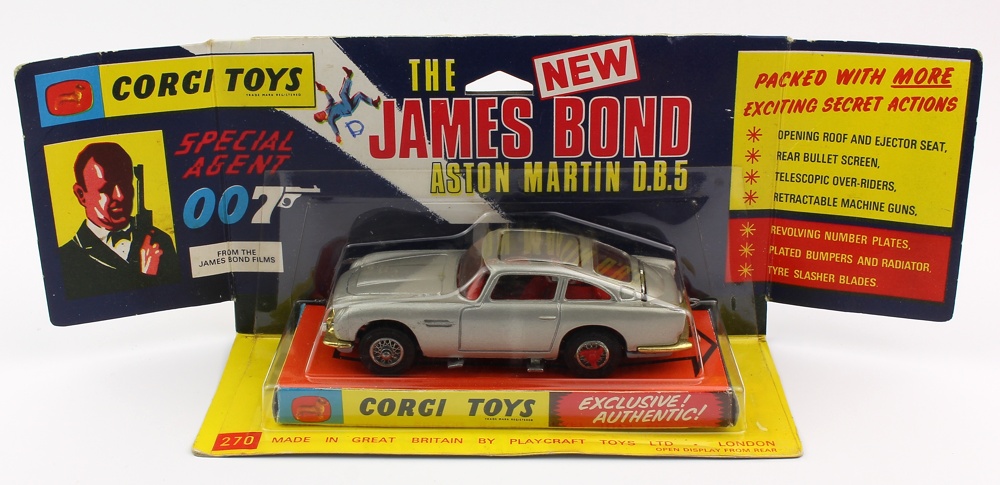 CORGI TOYS
TRADE MARK REGISTERED
SPECIAL
AGENT
007
FROM THE
JAMES BOND FILMS
THE
NEW
JAMES BOND
ASTON MARTIN D.B.5
PACKED WITH MORE
EXCITING SECRET ACTIONS
OPENING ROOF AND EJECTOR SEAT,
REAR BULLET SCREEN,
TELESCOPIC OVER-RIDERS,
RETRACTABLE MACHINE GUNS,
REVOLVING NUMBER PLATES,
PLATED BUMPERS AND RADIATOR,
TYRE SLASHER BLADES.
CORGI TOYS
TRADE MARK REGISTERED
EXCLUSIVE!
AUTHENTIC!
270 MADE IN GREAT BRITAIN BY PLAYCRAFT TOYS LTD. LONDON
OPEN DISPLAY FROM REAR